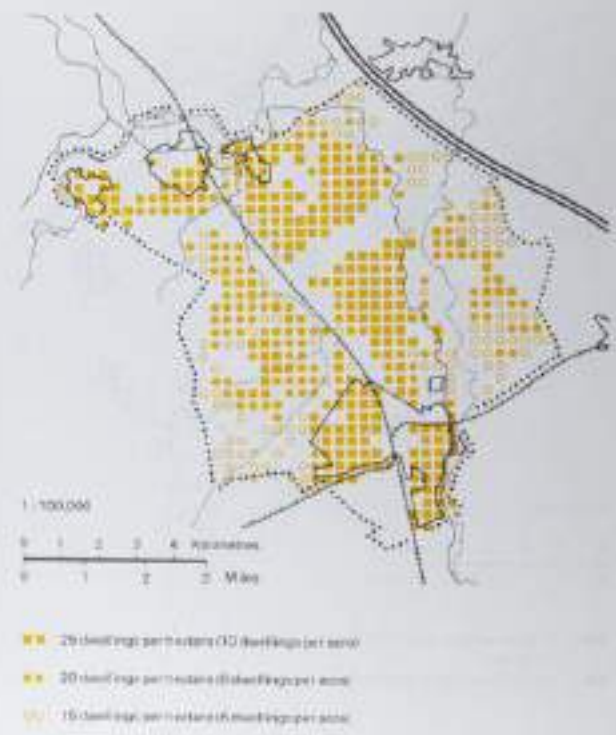 1 : 100,000
0 1 2 3 4 Kilometres
0 1 2 3 Miles
25 dwellings per hectare (10 dwellings per acre)
20 dwellings per hectare (8 dwellings per acre)
15 dwellings per hectare (6 dwellings per acre)